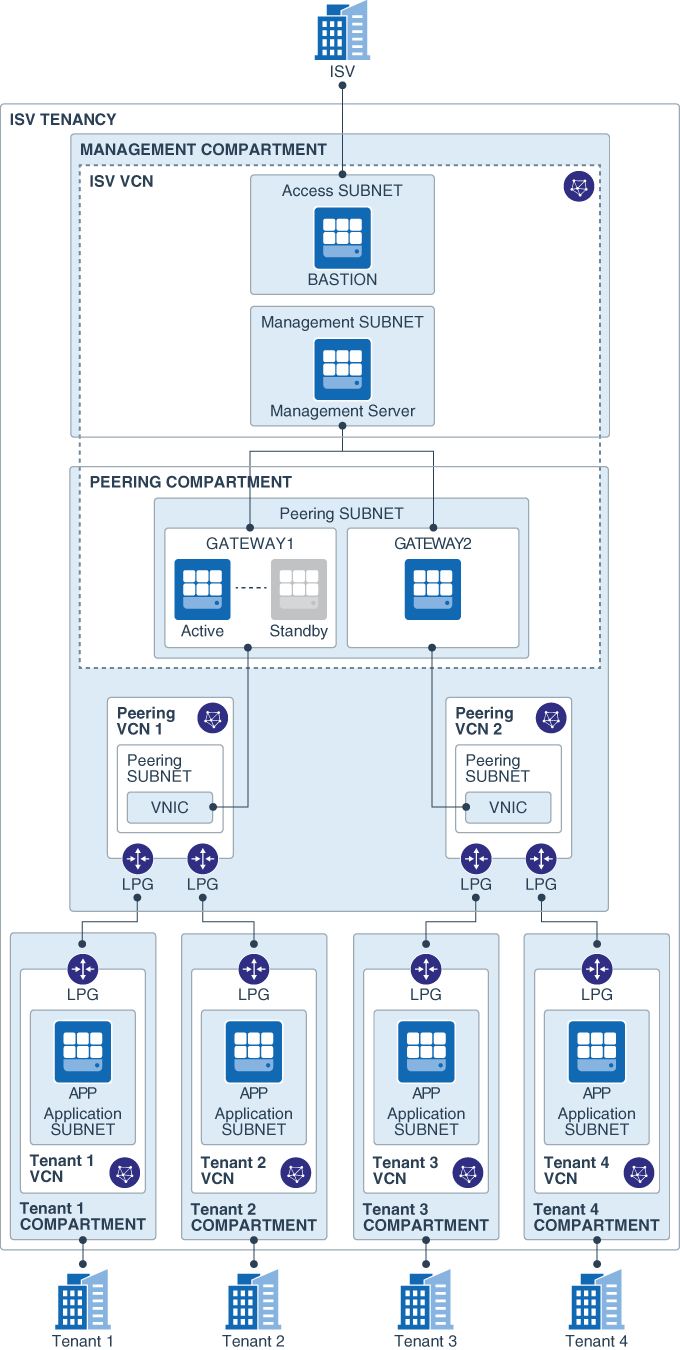 ISV
ISV TENANCY
MANAGEMENT COMPARTMENT
ISV VCN
Access SUBNET
BASTION
Management SUBNET
Management Server
PEERING COMPARTMENT
Peering SUBNET
GATEWAY1
GATEWAY2
Active
Standby
Peering
VCN 1
Peering
SUBNET
VNIC
Peering
VCN 2
Peering
SUBNET
VNIC
LPG
LPG
LPG
LPG
LPG
APP
Application
SUBNET
Tenant 1
VCN
Tenant 1
COMPARTMENT
LPG
APP
Application
SUBNET
Tenant 2
VCN
Tenant 2
COMPARTMENT
LPG
APP
Application
SUBNET
Tenant 3
VCN
Tenant 3
COMPARTMENT
LPG
APP
Application
SUBNET
Tenant 4
VCN
Tenant 4
COMPARTMENT
Tenant 1
Tenant 2
Tenant 3
Tenant 4